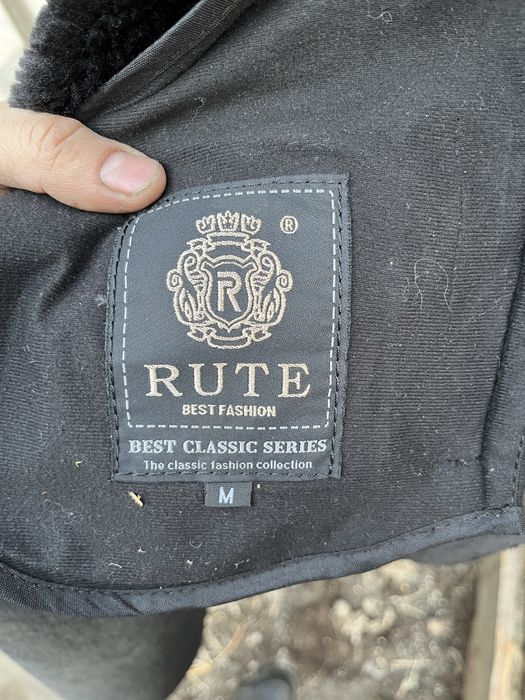 ®
R
RUTE
BEST FASHION
BEST CLASSIC SERIES
The classic fashion collection
M